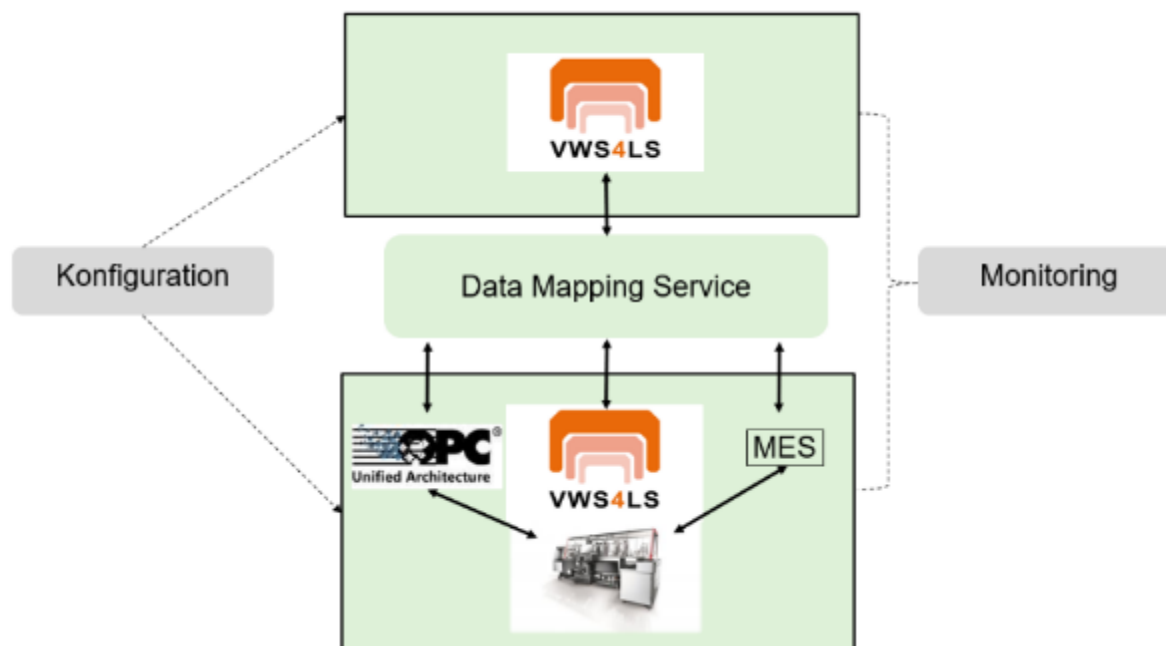 VWS4LS
Konfiguration
Data Mapping Service
Monitoring
OPC®
Unified Architecture
VWS4LS
MES